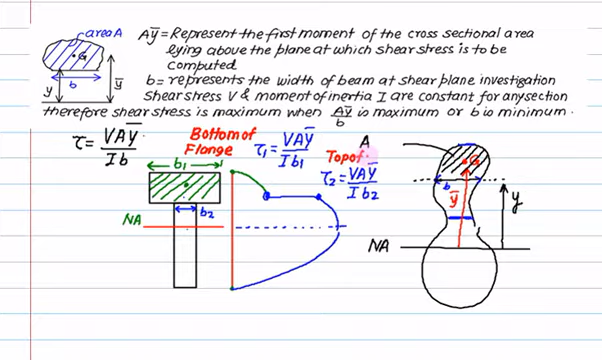 area A
G
y
b
ȳ
Aȳ = Represent the first moment of the cross sectional area
lying above the plane at which shear stress is to be
computed
b = represents the width of beam at shear plane investigation
Shear stress V & moment of inertia I are constant for any section
therefore shear stress is maximum when Aȳ/b is maximum or b is minimum.
τ = VAȲ/Ib
Bottom of
Flange
τ₁ = VAȲ/Ib₁
Top of
τ₂ = VAȲ/Ib₂
b₁
b₂
NA
A
G
b
ȳ
y
NA